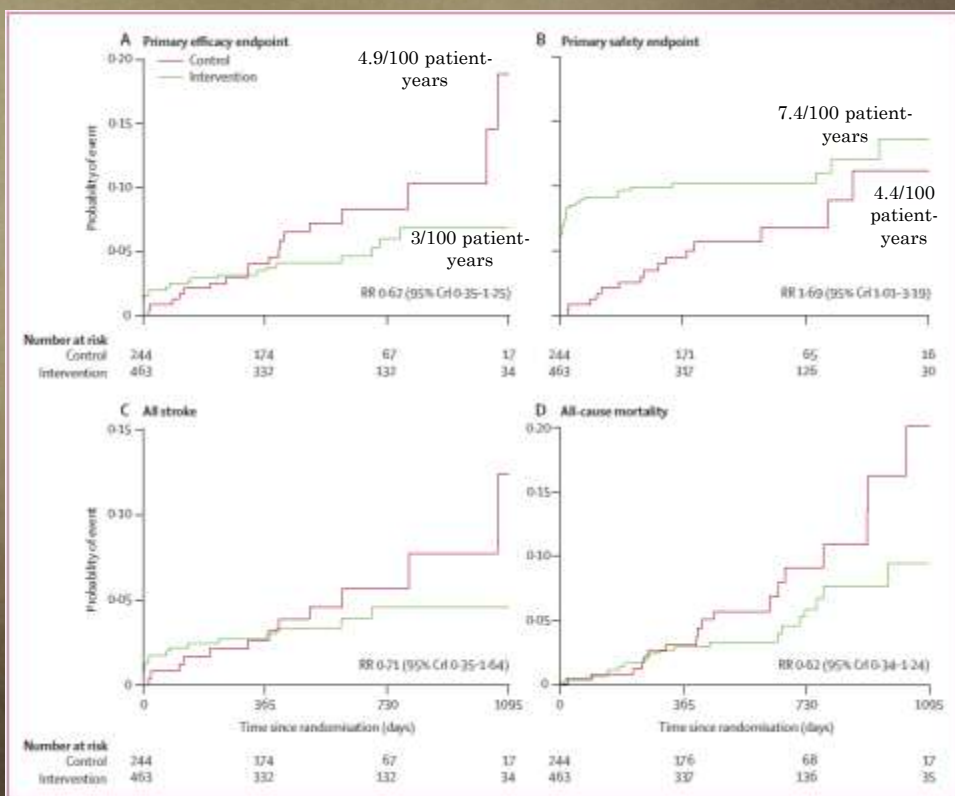 A Primary efficacy endpoint
Control
Intervention
4.9/100 patient-
years
3/100 patient-
years
RR 0·62 (95% CrI 0·35–1·25)
Probability of event
0·20
0·15
0·10
0·05
0
Number at risk
Control 244 174 67 17
Intervention 463 332 132 34
B Primary safety endpoint
7.4/100 patient-
years
4.4/100
patient-
years
RR 1·69 (95% CrI 1·01–3·19)
244 171 65 16
463 317 126 30
C All stroke
Probability of event
0·15
0·10
0·05
0
RR 0·71 (95% CrI 0·35–1·64)
0 365 730 1095
Time since randomisation (days)
Number at risk
Control 244 174 67 17
Intervention 463 332 132 34
D All-cause mortality
0·20
0·15
0·10
0·05
0
RR 0·62 (95% CrI 0·34–1·24)
0 365 730 1095
Time since randomisation (days)
244 176 68 17
463 337 136 35